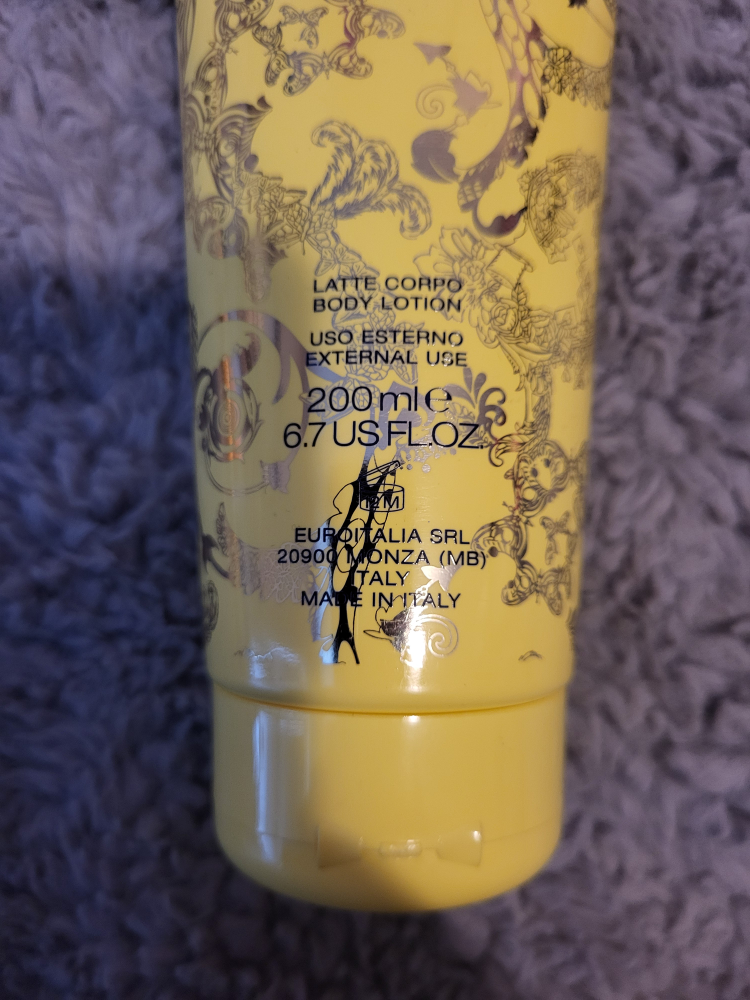 LATTE CORPO
BODY LOTION
USO ESTERNO
EXTERNAL USE
200 ml e
6.7 US FL.OZ.
12M
EUROITALIA SRL
20900 MONZA (MB)
ITALY
MADE IN ITALY